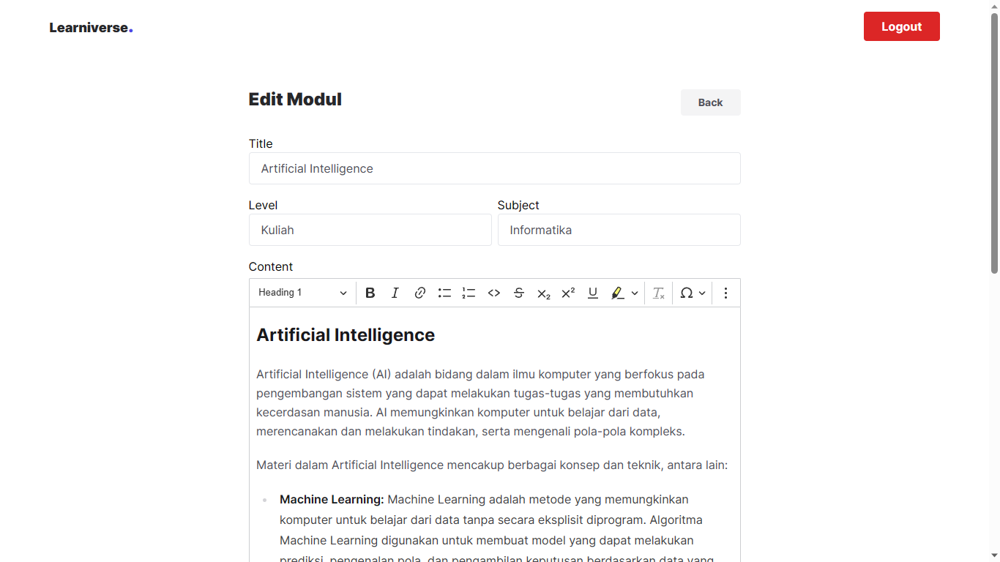 Learniverse.
Logout
Edit Modul
Back
Title
Artificial Intelligence
Level
Subject
Kuliah
Informatika
Content
Heading 1
Artificial Intelligence
Artificial Intelligence (AI) adalah bidang dalam ilmu komputer yang berfokus pada
pengembangan sistem yang dapat melakukan tugas-tugas yang membutuhkan
kecerdasan manusia. AI memungkinkan komputer untuk belajar dari data,
merencanakan dan melakukan tindakan, serta mengenali pola-pola kompleks.
Materi dalam Artificial Intelligence mencakup berbagai konsep dan teknik, antara lain:
Machine Learning: Machine Learning adalah metode yang memungkinkan
komputer untuk belajar dari data tanpa secara eksplisit diprogram. Algoritma
Machine Learning digunakan untuk membuat model yang dapat melakukan
prediksi, pengenalan pola, dan pengambilan keputusan berdasarkan data yang